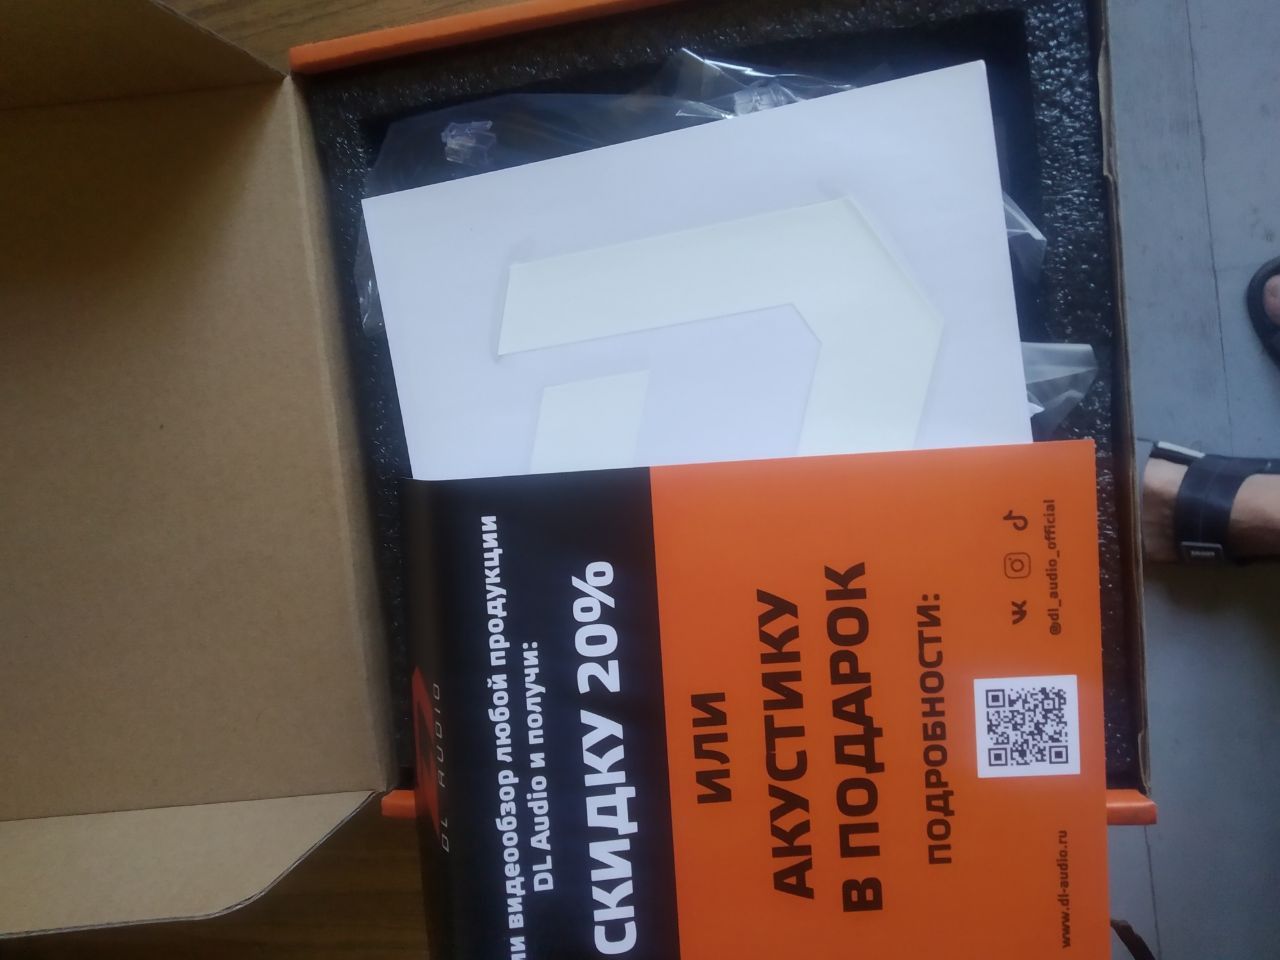 DL AUDIO
видеообзор любой продукции
DL Audio и получи:
СКИДКУ 20%
ИЛИ
АКУСТИКУ
В ПОДАРОК
ПОДРОБНОСТИ:
@dl_audio_official
www.dl-audio.ru